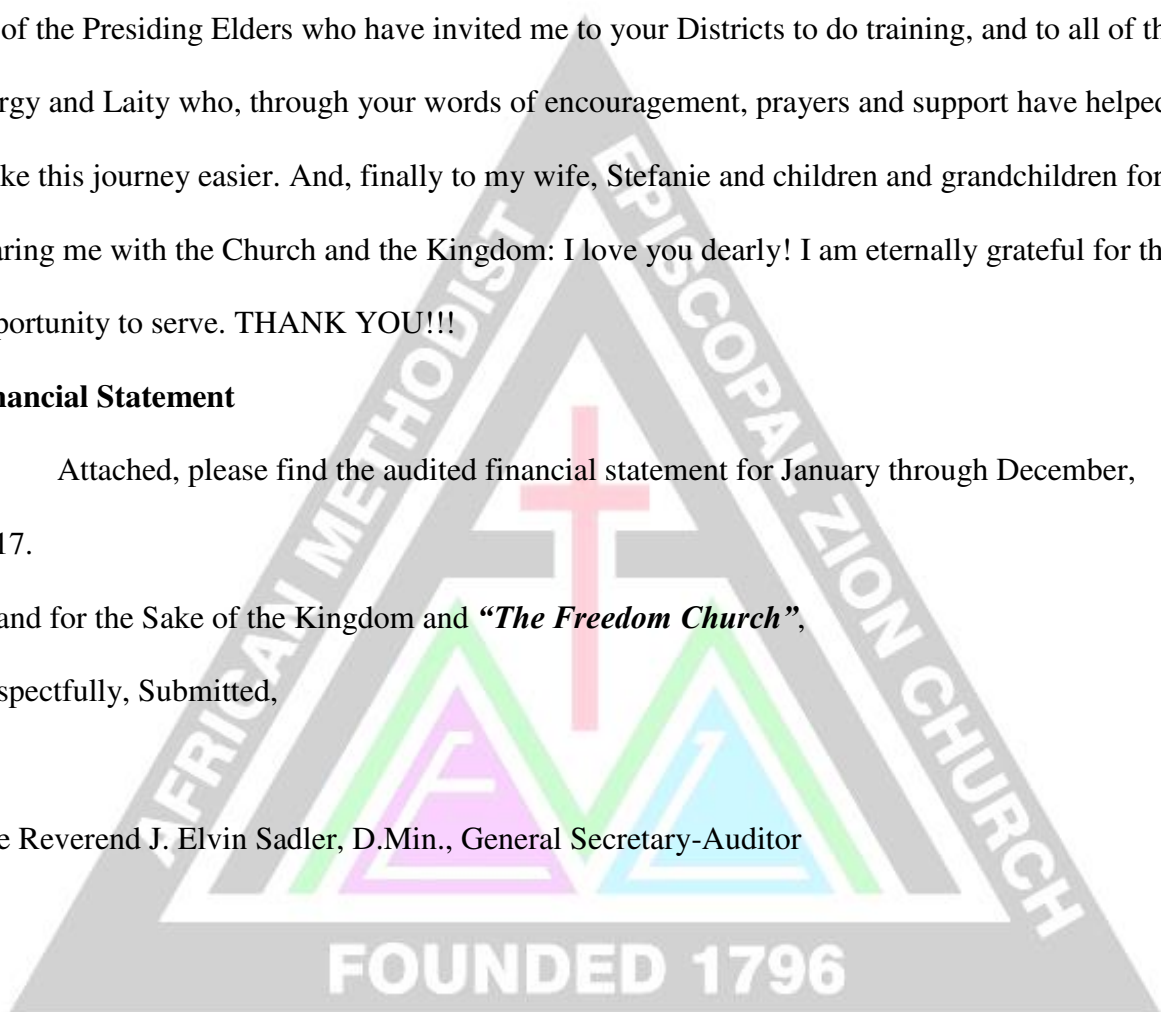 of the Presiding Elders who have invited me to your Districts to do training, and to all of th
rgy and Laity who, through your words of encouragement, prayers and support have helped
ke this journey easier. And, finally to my wife, Stefanie and children and grandchildren for
aring me with the Church and the Kingdom: I love you dearly! I am eternally grateful for th
portunity to serve. THANK YOU!!!
nancial Statement
Attached, please find the audited financial statement for January through December,
17.
and for the Sake of the Kingdom and “The Freedom Church”,
spectfully, Submitted,
e Reverend J. Elvin Sadler, D.Min., General Secretary-Auditor
AFRICAN METHODIST
EPISCOPAL ZION CHURCH
FOUNDED 1796